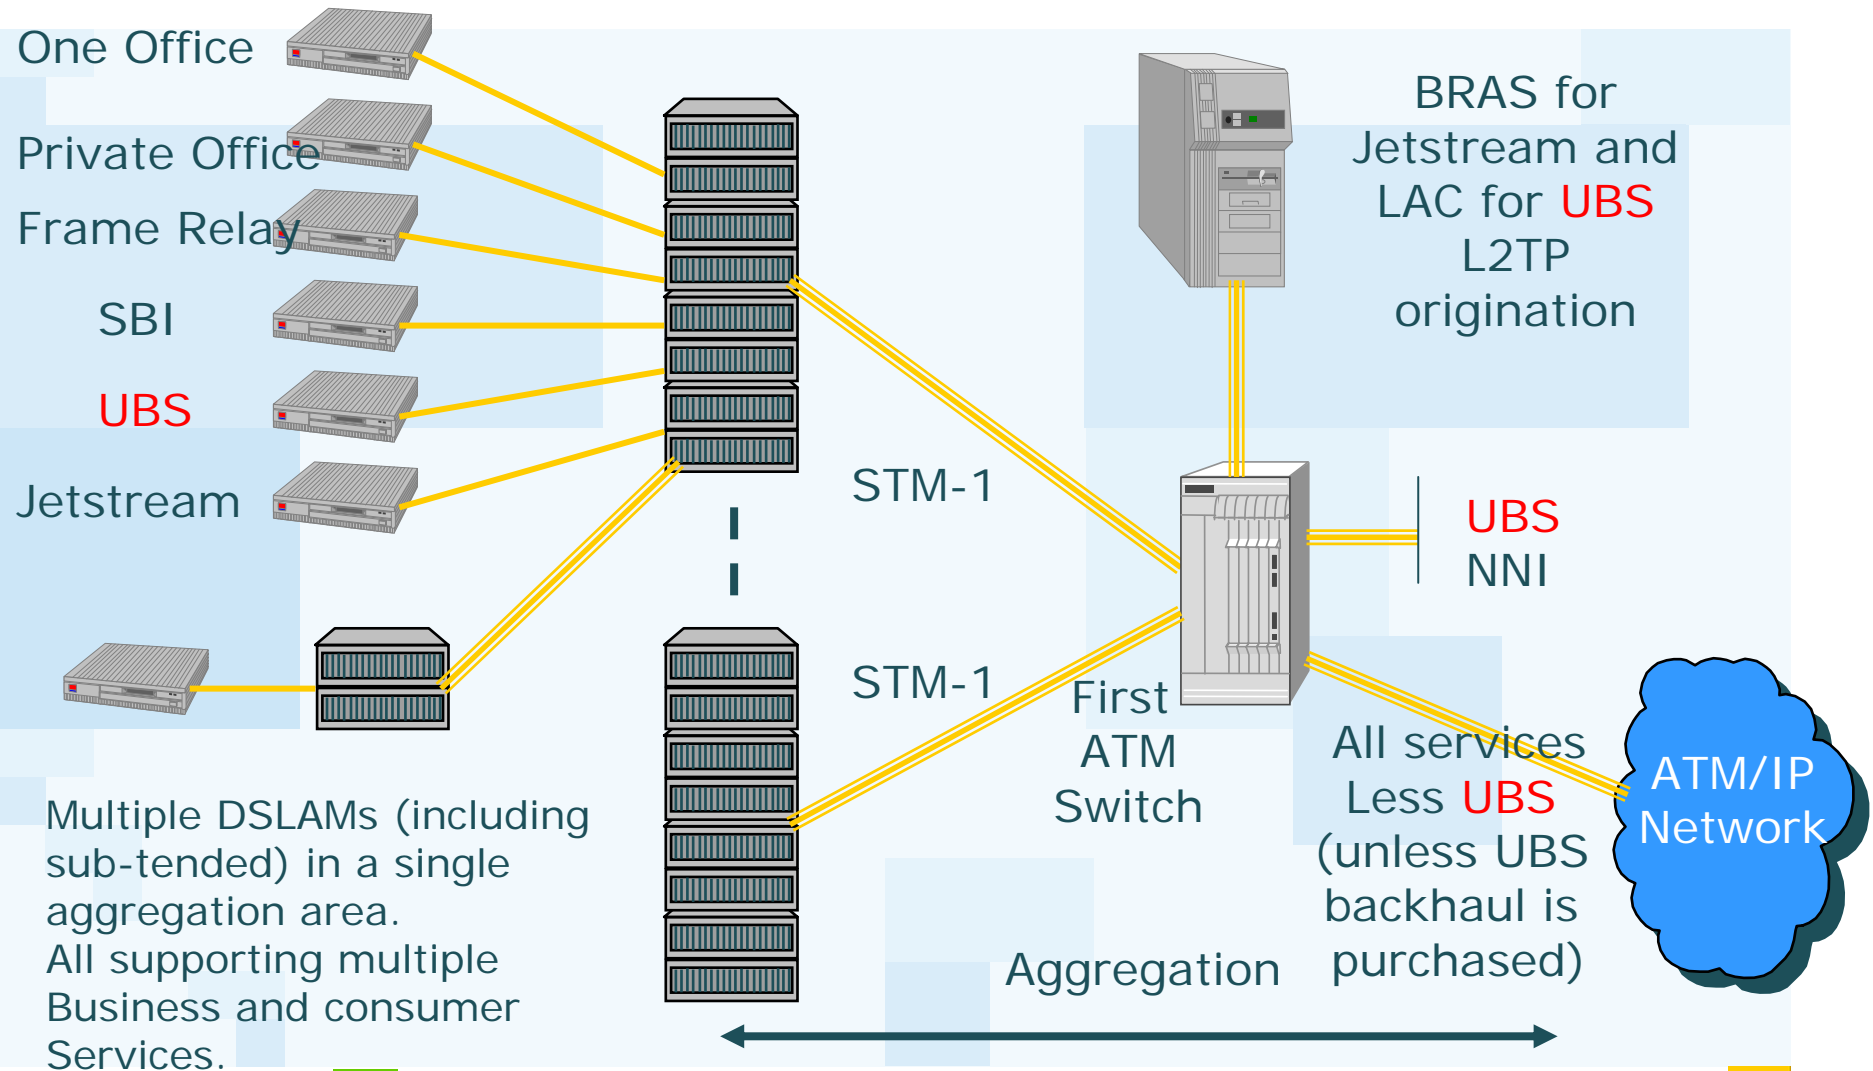 One Office
Private Office
Frame Relay
SBI
UBS
Jetstream
BRAS for
Jetstream and
LAC for UBS
L2TP
origination
STM-1
UBS
NNI
STM-1
First
ATM
Switch
All services
Less UBS
(unless UBS
backhaul is
purchased)
ATM/IP
Network
Multiple DSLAMs (including
sub-tended) in a single
aggregation area.
All supporting multiple
Business and consumer
Services.
Aggregation